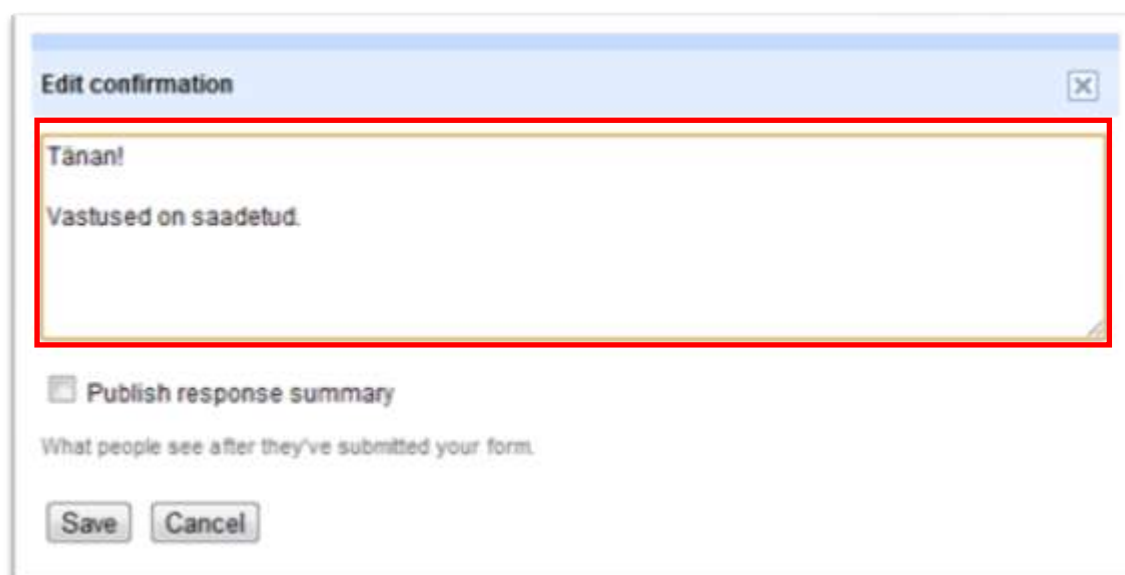 Edit confirmation
Tänan!
Vastused on saadetud.
Publish response summary
What people see after they've submitted your form.
Save Cancel